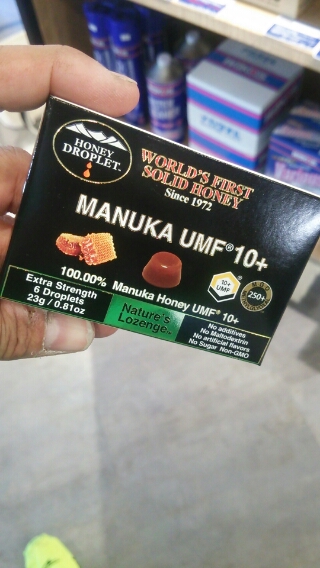 HONEY
DROPLET
WORLD'S FIRST
SOLID HONEY
Since 1972
MANUKA UMF® 10+
10+
UMF
250+
100.00% Manuka Honey UMF® 10+
Extra Strength
6 Droplets
23g / 0.81oz
Nature's
Lozenge
No additives
No Maltodextrin
No artificial flavors
No Sugar Non-GMO